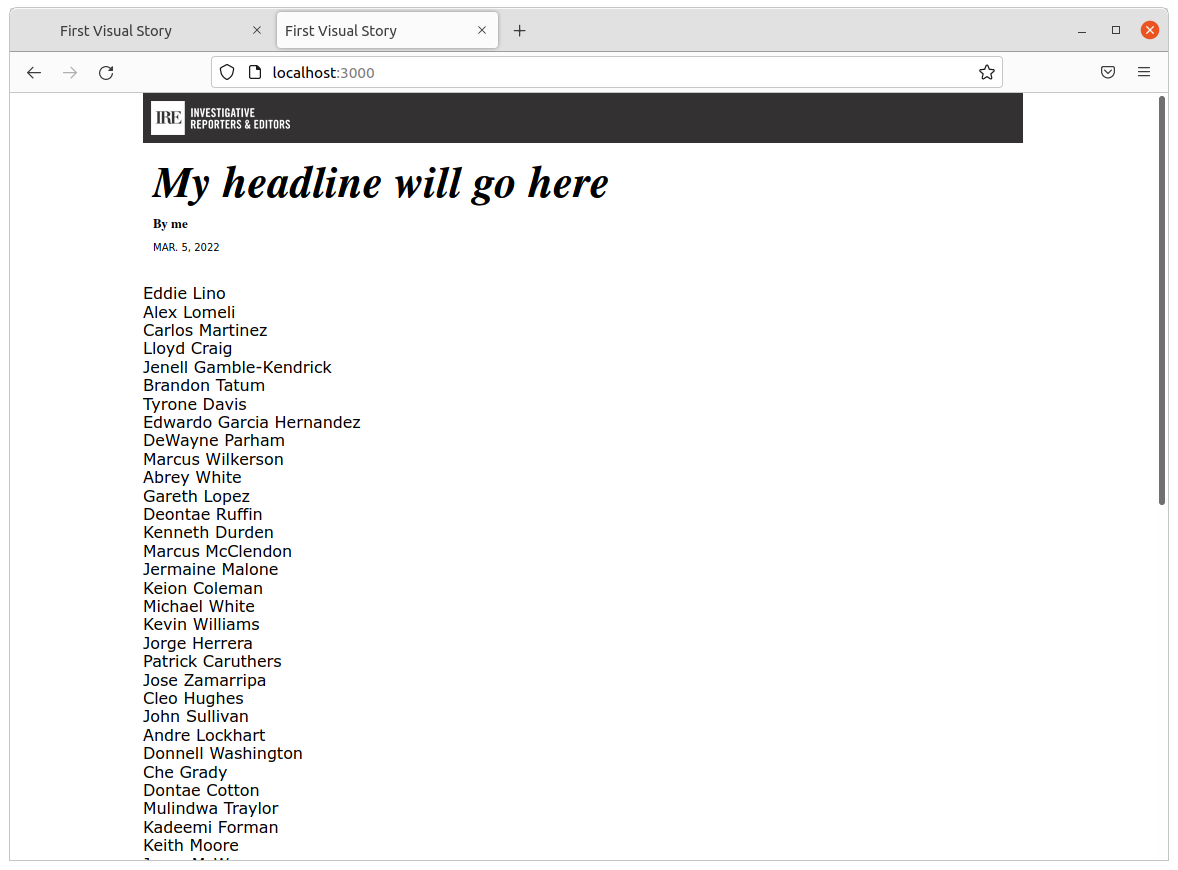 First Visual Story
First Visual Story
localhost:3000
IRE INVESTIGATIVE
REPORTERS & EDITORS
My headline will go here
By me
MAR. 5, 2022
Eddie Lino
Alex Lomeli
Carlos Martinez
Lloyd Craig
Jenell Gamble-Kendrick
Brandon Tatum
Tyrone Davis
Edwardo Garcia Hernandez
DeWayne Parham
Marcus Wilkerson
Abrey White
Gareth Lopez
Deontae Ruffin
Kenneth Durden
Marcus McClendon
Jermaine Malone
Keion Coleman
Michael White
Kevin Williams
Jorge Herrera
Patrick Caruthers
Jose Zamarripa
Cleo Hughes
John Sullivan
Andre Lockhart
Donnell Washington
Che Grady
Dontae Cotton
Mulindwa Traylor
Kadeemi Forman
Keith Moore